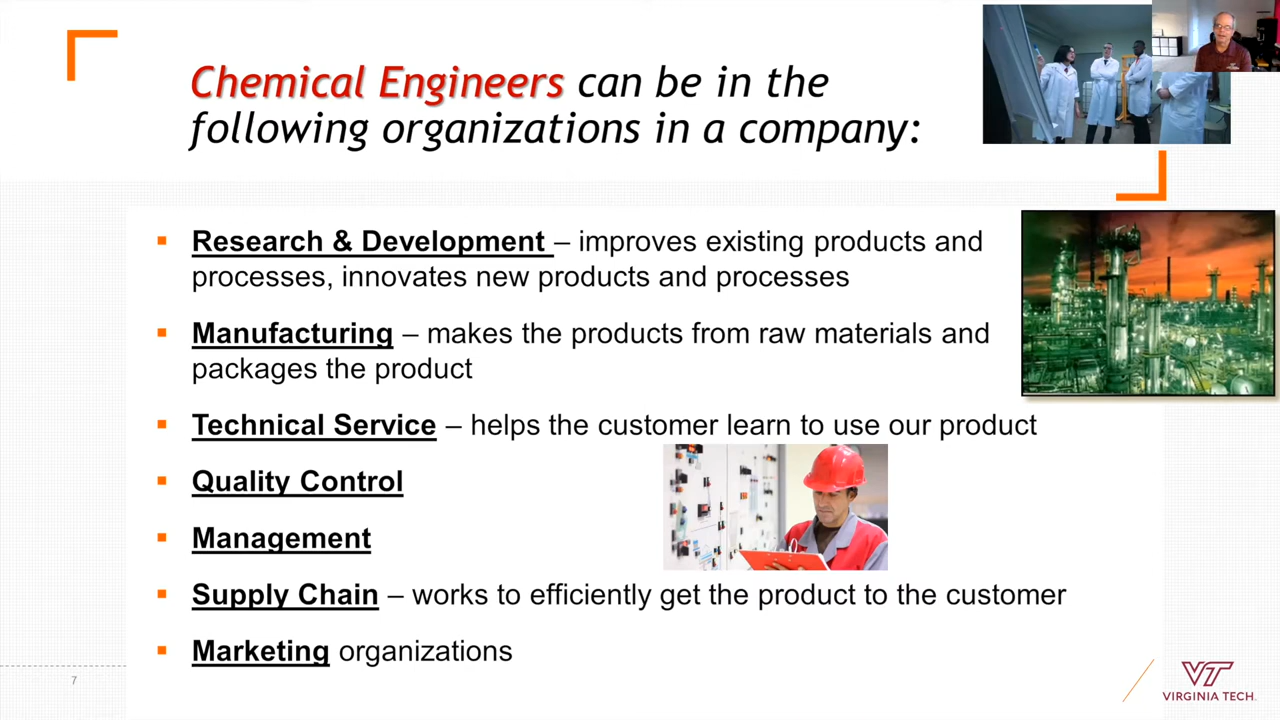 Chemical Engineers can be in the
following organizations in a company:
▪ Research & Development – improves existing products and
processes, innovates new products and processes
▪ Manufacturing – makes the products from raw materials and
packages the product
▪ Technical Service – helps the customer learn to use our product
▪ Quality Control
▪ Management
▪ Supply Chain – works to efficiently get the product to the customer
▪ Marketing organizations
7
VT
VIRGINIA TECH.